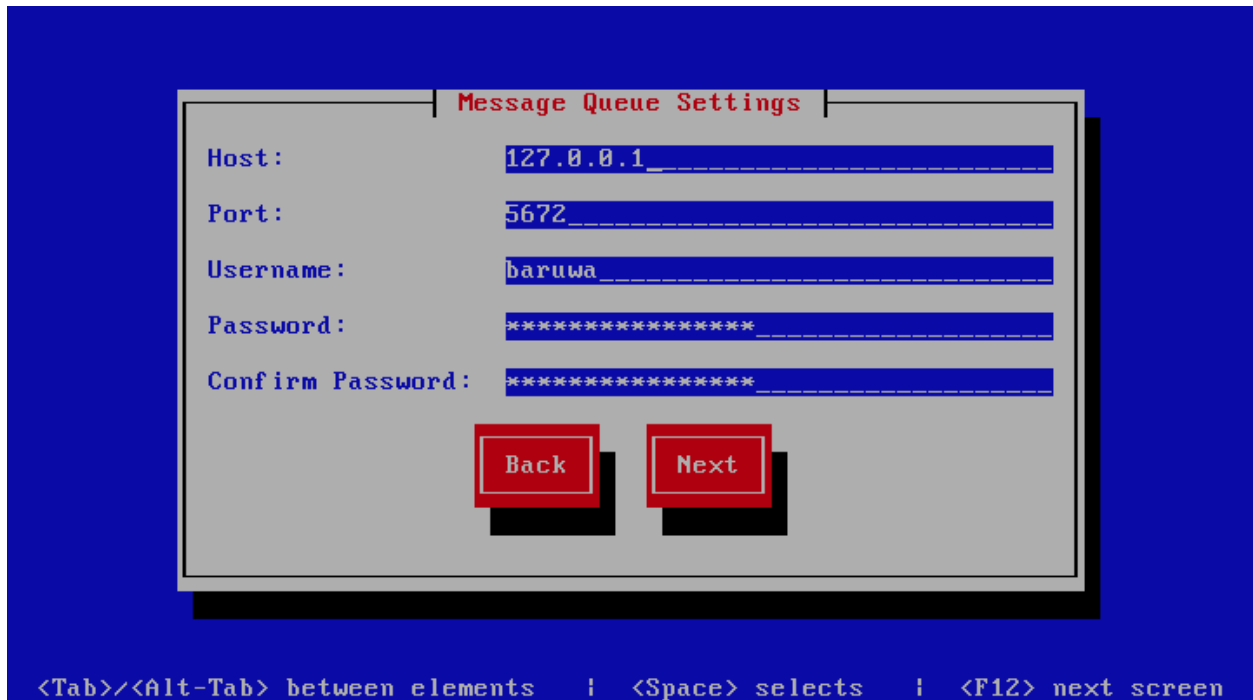 Message Queue Settings
Host: 127.0.0.1
Port: 5672
Username: baruwa
Password: ****************
Confirm Password: ****************
Back Next
<Tab>/<Alt-Tab> between elements | <Space> selects | <F12> next screen